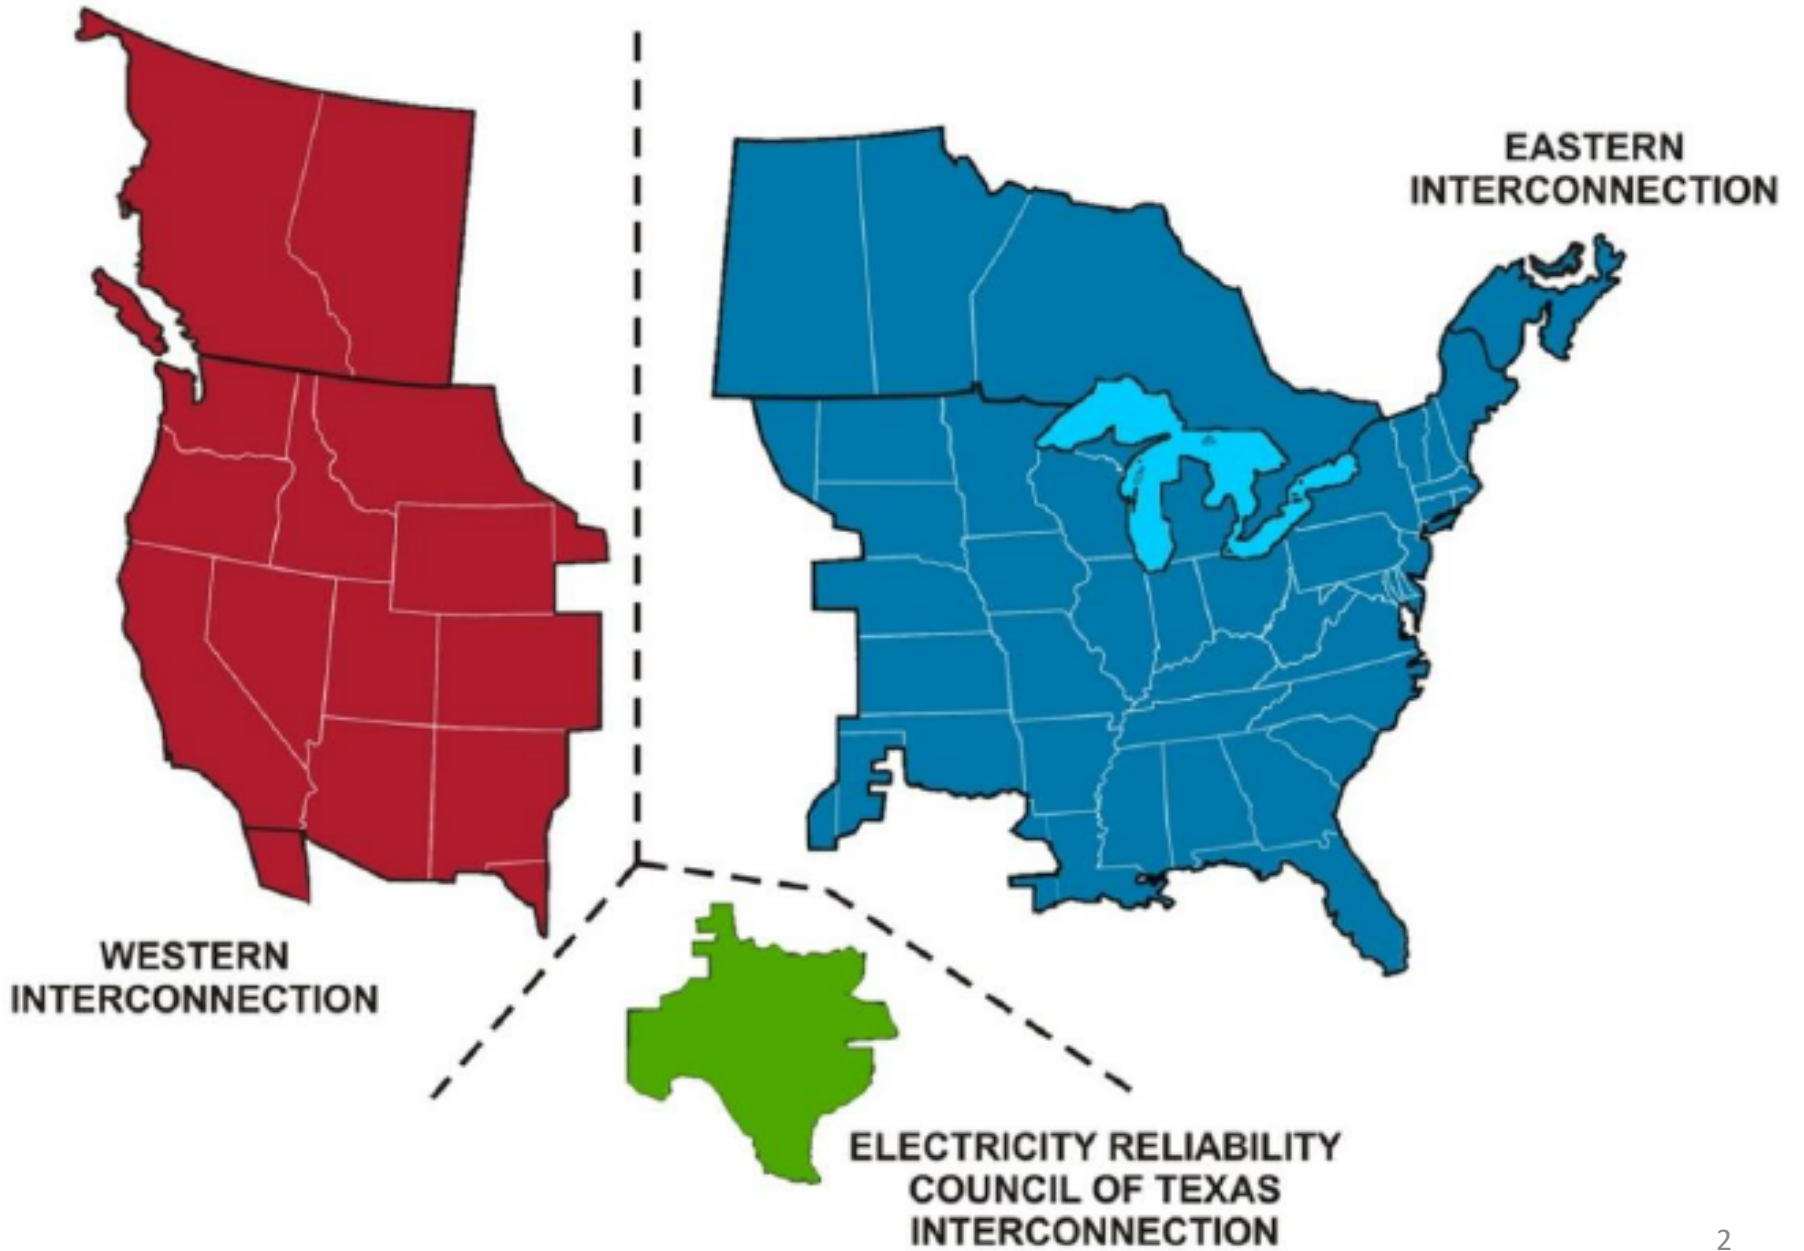 EASTERN
INTERCONNECTION
WESTERN
INTERCONNECTION
ELECTRICITY RELIABILITY
COUNCIL OF TEXAS
INTERCONNECTION
2